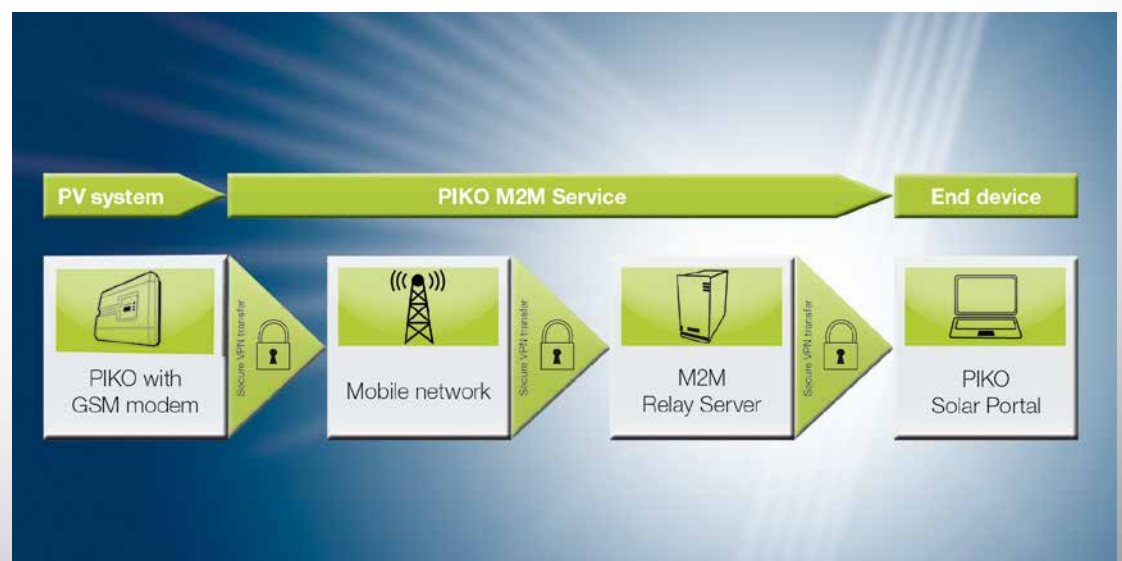 PV system
PIKO M2M Service
End device
PIKO with
GSM modem
Secure VPN transfer
Mobile network
Secure VPN transfer
M2M
Relay Server
Secure VPN transfer
PIKO
Solar Portal